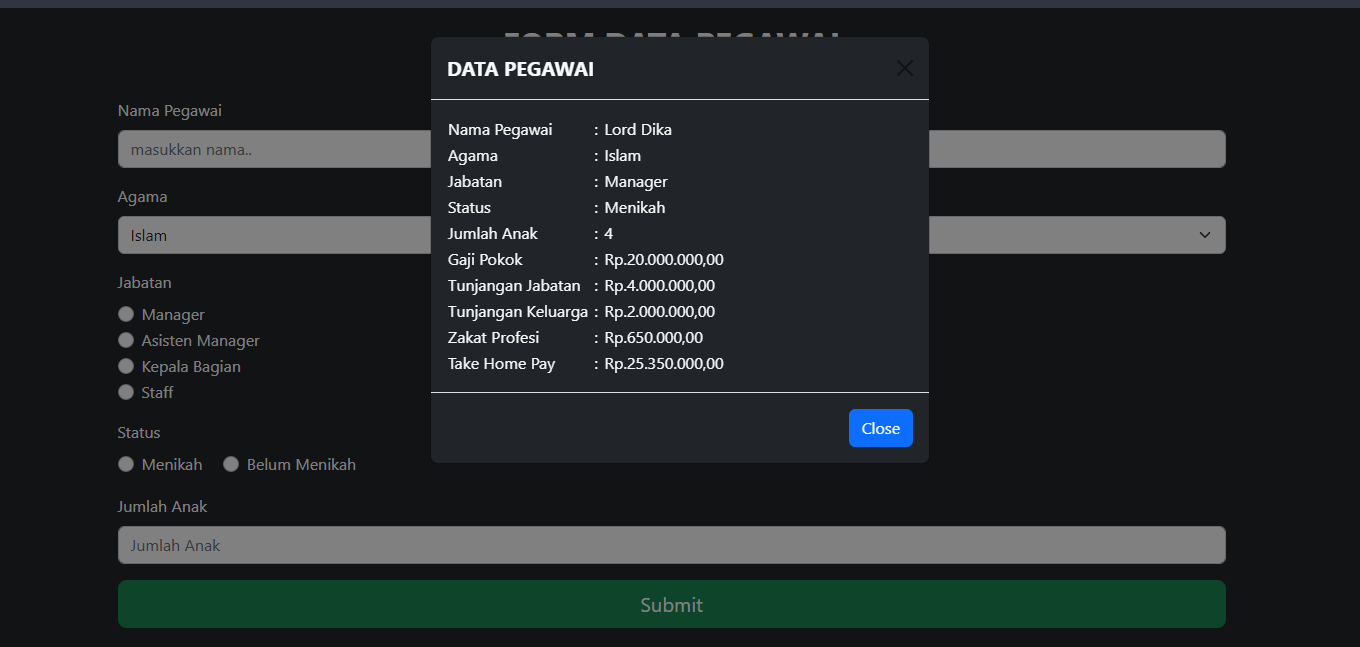 FORM DATA PEGAWAI
DATA PEGAWAI
Nama Pegawai : Lord Dika
Agama : Islam
Jabatan : Manager
Status : Menikah
Jumlah Anak : 4
Gaji Pokok : Rp.20.000.000,00
Tunjangan Jabatan : Rp.4.000.000,00
Tunjangan Keluarga : Rp.2.000.000,00
Zakat Profesi : Rp.650.000,00
Take Home Pay : Rp.25.350.000,00
Close
Nama Pegawai
masukkan nama..
Agama
Islam
Jabatan
Manager
Asisten Manager
Kepala Bagian
Staff
Status
Menikah Belum Menikah
Jumlah Anak
Jumlah Anak
Submit